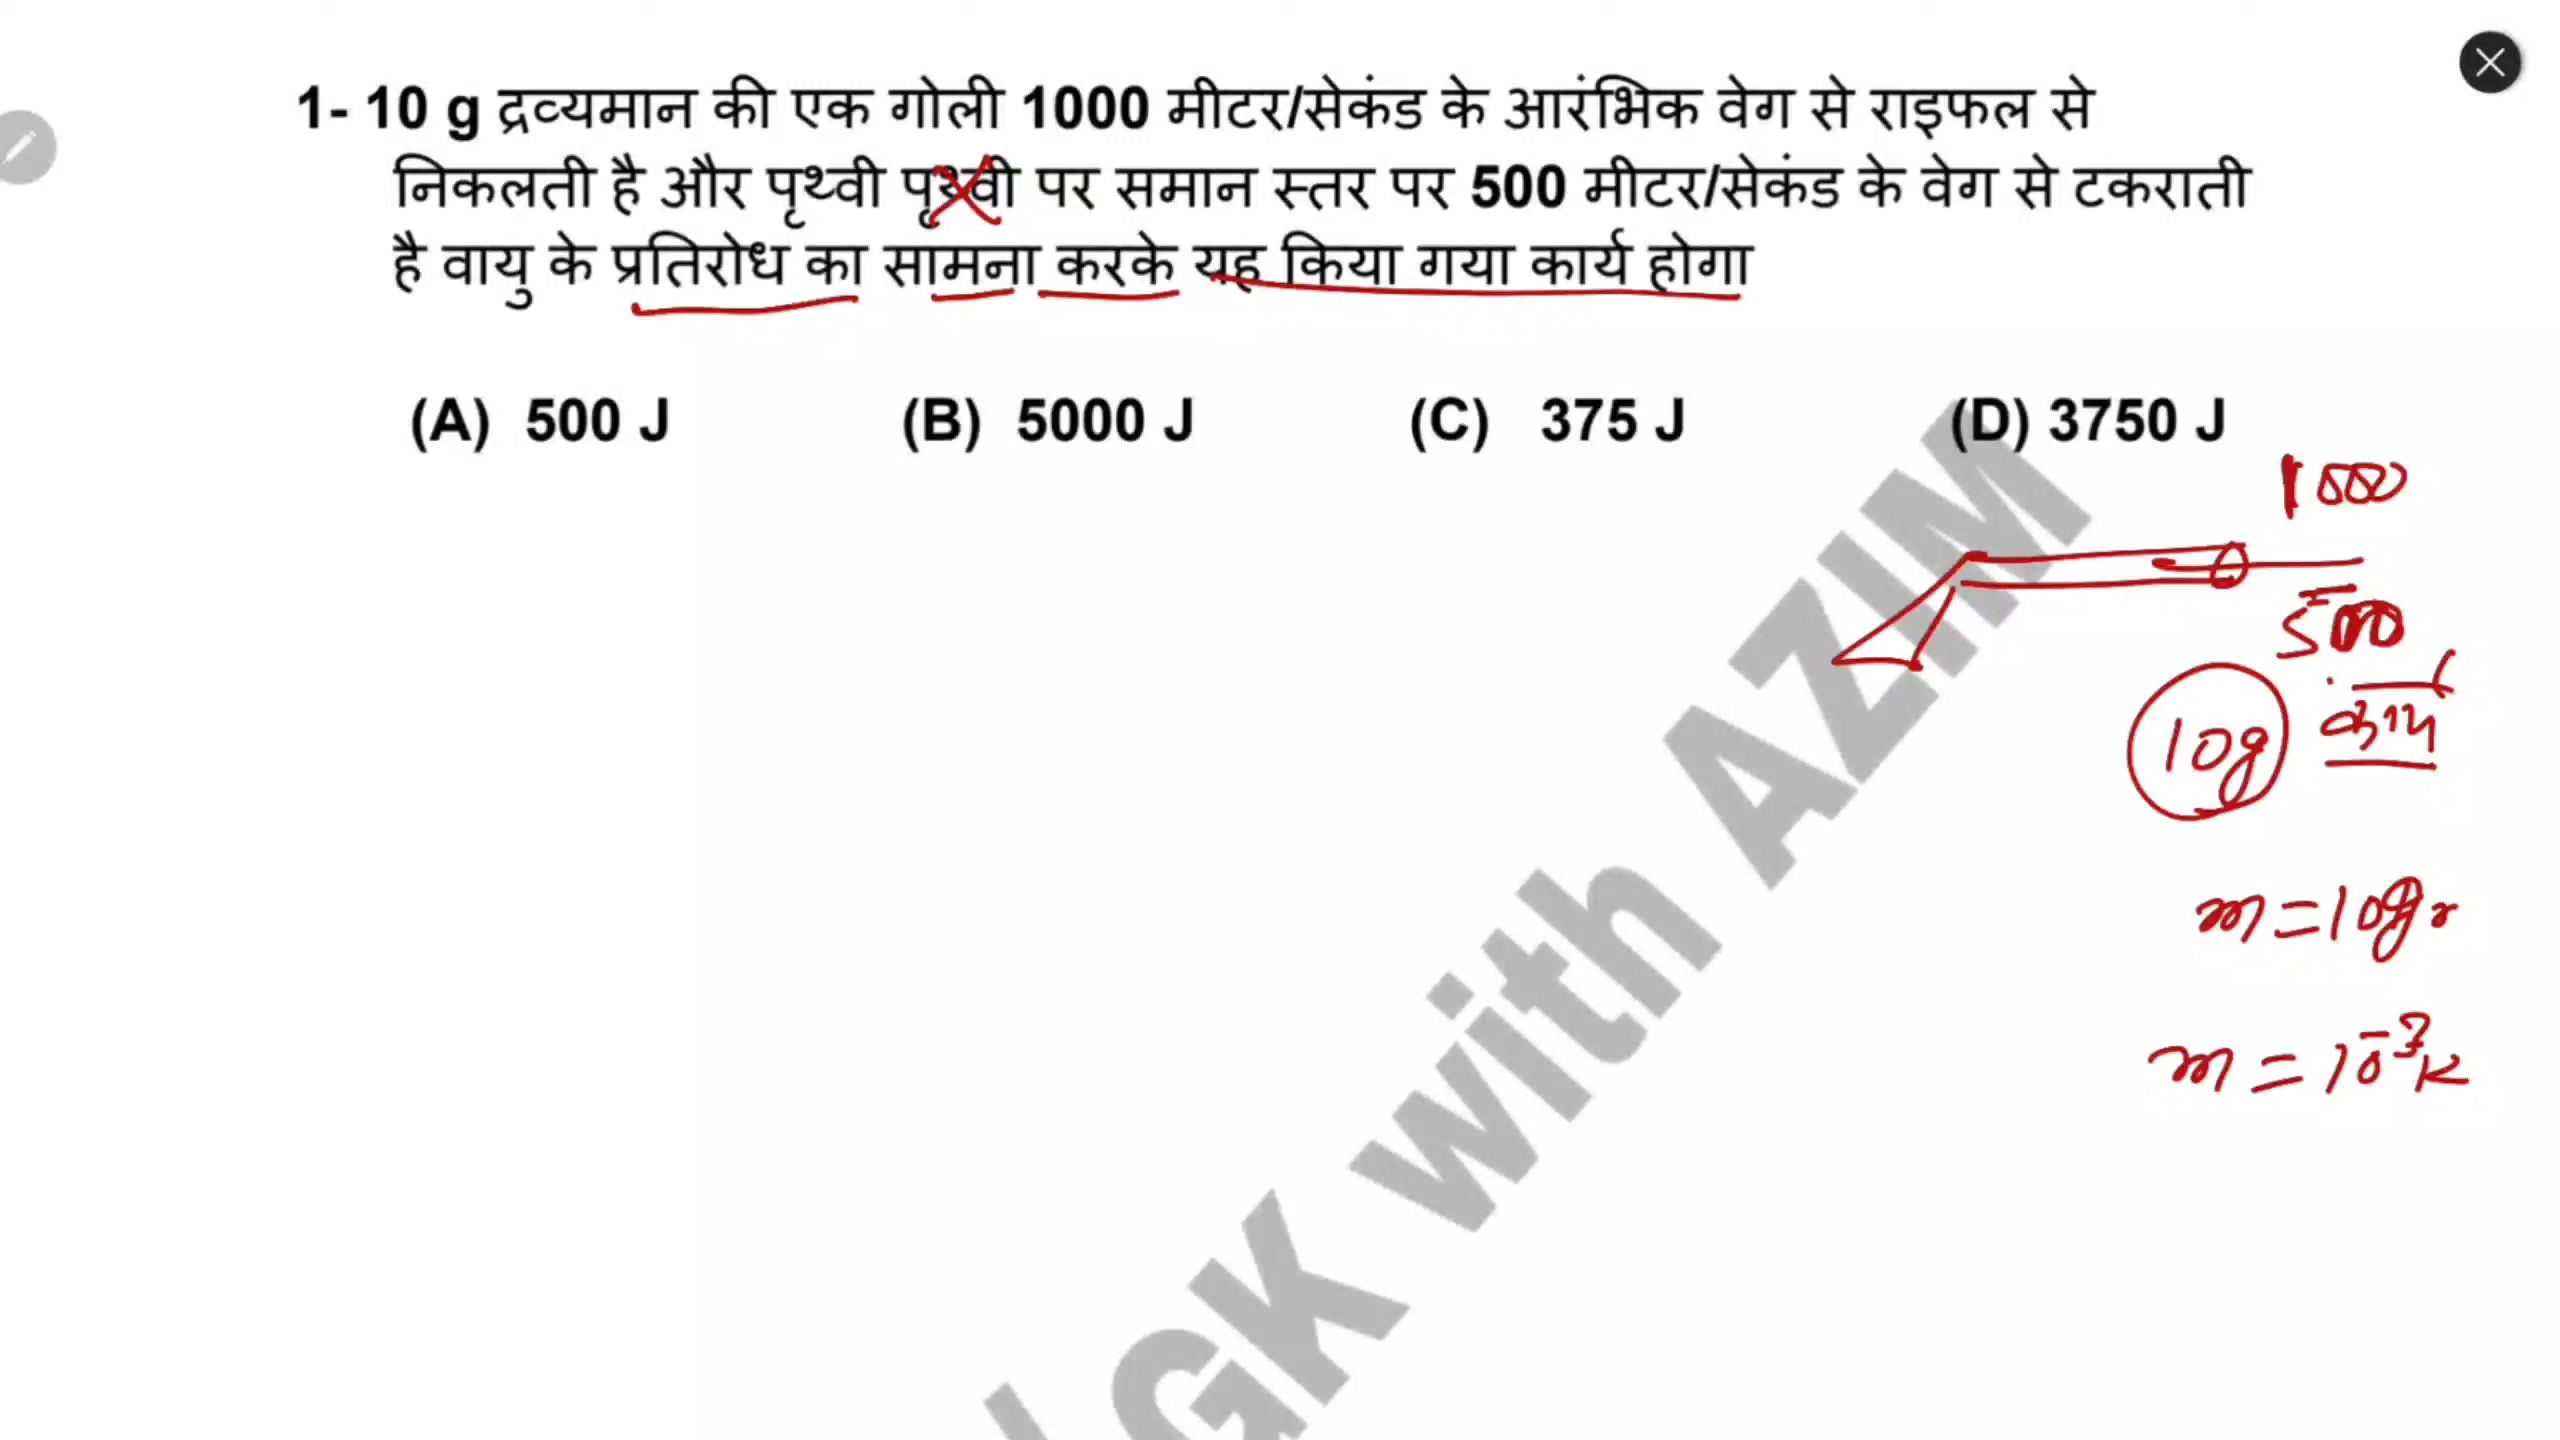 1- 10 g द्रव्यमान की एक गोली 1000 मीटर/सेकंड के आरंभिक वेग से राइफल से
निकलती है और पृथ्वी पृथ्वी पर समान स्तर पर 500 मीटर/सेकंड के वेग से टकराती
है वायु के प्रतिरोध का सामना करके यह किया गया कार्य होगा
(A) 500 J (B) 5000 J (C) 375 J (D) 3750 J
1000
500
10g कार्य
m = 10gr
m = 10⁻³k
GK with AZIM